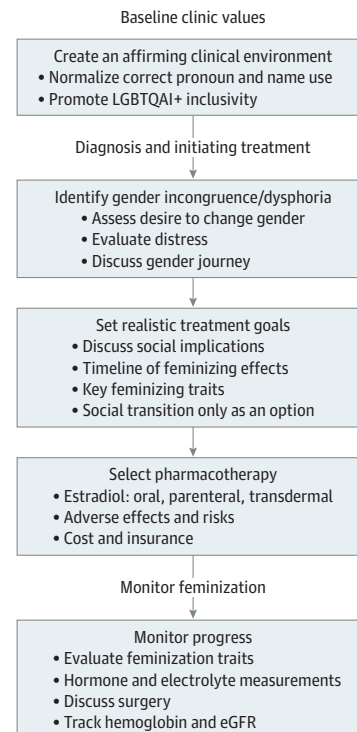 Baseline clinic values
Create an affirming clinical environment
• Normalize correct pronoun and name use
• Promote LGBTQAI+ inclusivity
Diagnosis and initiating treatment
Identify gender incongruence/dysphoria
• Assess desire to change gender
• Evaluate distress
• Discuss gender journey
Set realistic treatment goals
• Discuss social implications
• Timeline of feminizing effects
• Key feminizing traits
• Social transition only as an option
Select pharmacotherapy
• Estradiol: oral, parenteral, transdermal
• Adverse effects and risks
• Cost and insurance
Monitor feminization
Monitor progress
• Evaluate feminization traits
• Hormone and electrolyte measurements
• Discuss surgery
• Track hemoglobin and eGFR